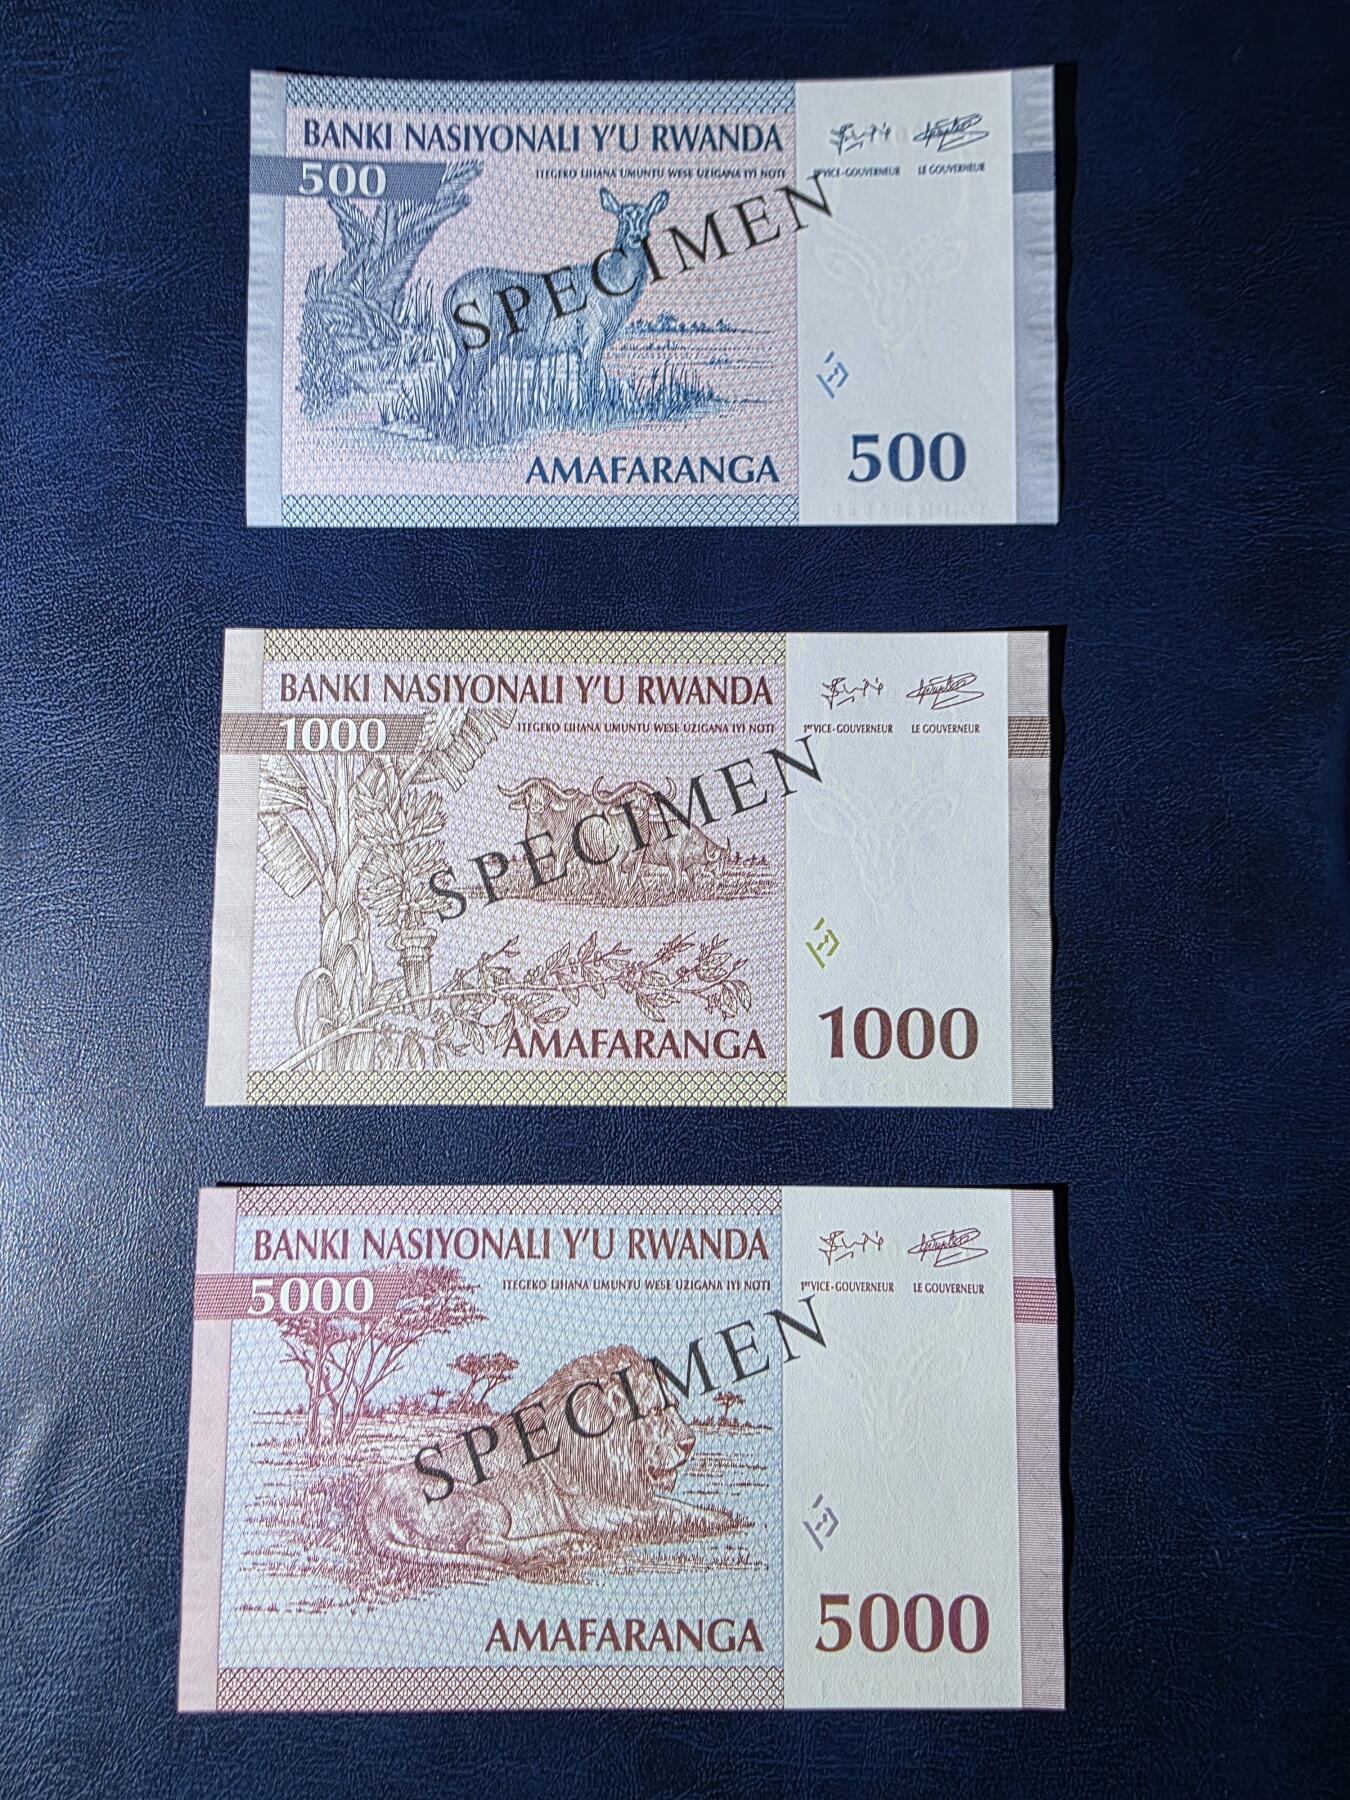 BANKI NASIYONALI Y'U RWANDA
500
ITEGEKO LIHANA UMUNTU WESE UZIGANA IYI NOTI
1er VICE-GOUVERNEUR LE GOUVERNEUR
SPECIMEN
AMAFARANGA
500
BANKI NASIYONALI Y'U RWANDA
1000
ITEGEKO LIHANA UMUNTU WESE UZIGANA IYI NOTI
1er VICE-GOUVERNEUR LE GOUVERNEUR
SPECIMEN
AMAFARANGA
1000
BANKI NASIYONALI Y'U RWANDA
5000
ITEGEKO LIHANA UMUNTU WESE UZIGANA IYI NOTI
1er VICE-GOUVERNEUR LE GOUVERNEUR
SPECIMEN
AMAFARANGA
5000